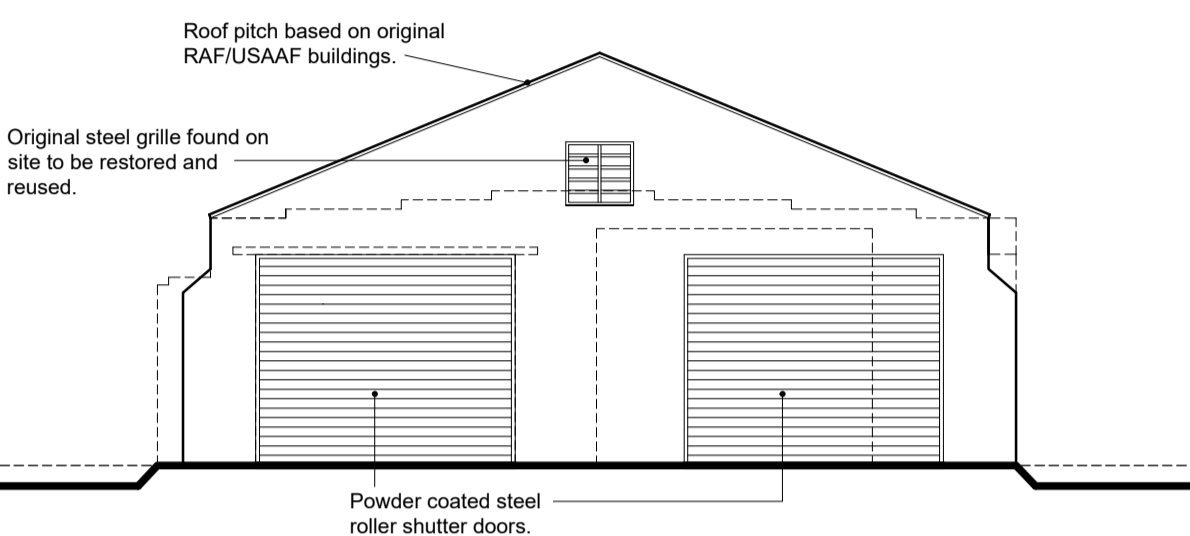 Roof pitch based on original
RAF/USAAF buildings.
Original steel grille found on
site to be restored and
reused.
Powder coated steel
roller shutter doors.